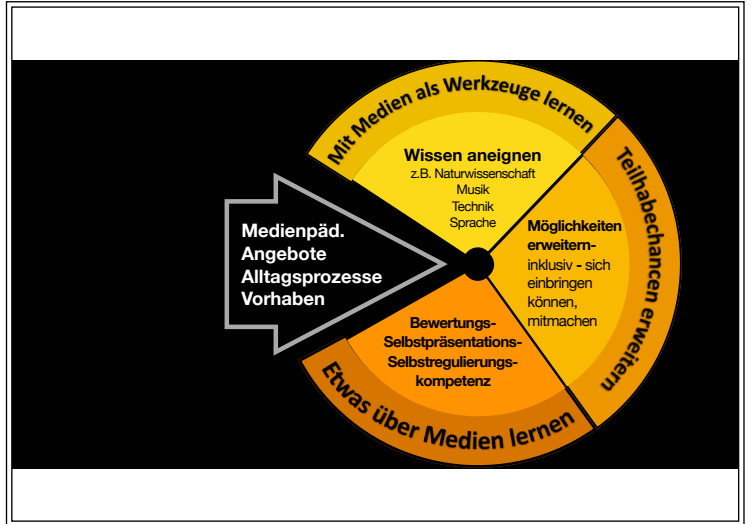 Medienpäd.
Angebote
Alltagsprozesse
Vorhaben
Mit Medien als Werkzeuge lernen
Wissen aneignen
z.B. Naturwissenschaft
Musik
Technik
Sprache
Teilhabechancen erweitern
Möglichkeiten
erweitern-
inklusiv - sich
einbringen
können,
mitmachen
Bewertungs-
Selbstpräsentations-
Selbstregulierungs-
kompetenz
Etwas über Medien lernen